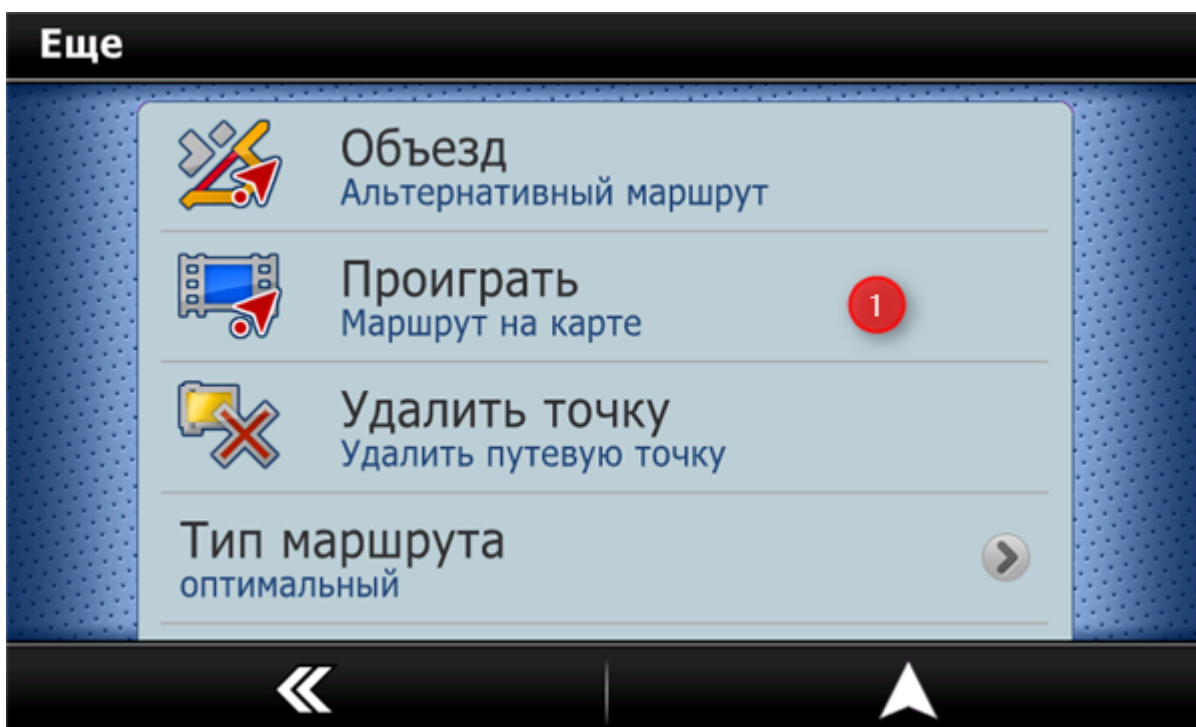 Еще
Объезд
Альтернативный маршрут
Проиграть
Маршрут на карте
1
Удалить точку
Удалить путевую точку
Тип маршрута
оптимальный